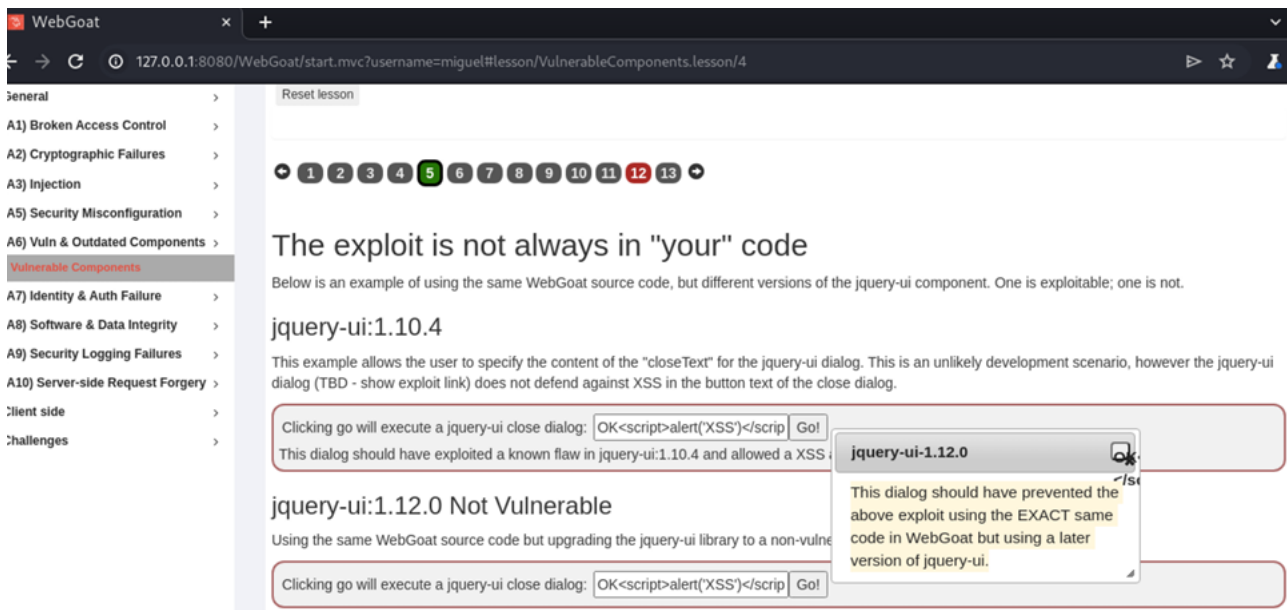 WebGoat × +
127.0.0.1:8080/WebGoat/start.mvc?username=miguel#lesson/VulnerableComponents.lesson/4
General
A1) Broken Access Control
A2) Cryptographic Failures
A3) Injection
A5) Security Misconfiguration
A6) Vuln & Outdated Components
Vulnerable Components
A7) Identity & Auth Failure
A8) Software & Data Integrity
A9) Security Logging Failures
A10) Server-side Request Forgery
Client side
Challenges
Reset lesson
1 2 3 4 5 6 7 8 9 10 11 12 13
The exploit is not always in "your" code
Below is an example of using the same WebGoat source code, but different versions of the jquery-ui component. One is exploitable; one is not.
jquery-ui:1.10.4
This example allows the user to specify the content of the "closeText" for the jquery-ui dialog. This is an unlikely development scenario, however the jquery-ui
dialog (TBD - show exploit link) does not defend against XSS in the button text of the close dialog.
Clicking go will execute a jquery-ui close dialog: OK<script>alert('XSS')</scrip Go!
This dialog should have exploited a known flaw in jquery-ui:1.10.4 and allowed a XSS
jquery-ui:1.12.0 Not Vulnerable
Using the same WebGoat source code but upgrading the jquery-ui library to a
Clicking go will execute a jquery-ui close dialog: OK<script>alert('XSS')</scrip Go!
jquery-ui-1.12.0
This dialog should have prevented the
above exploit using the EXACT same
code in WebGoat but using a later
version of jquery-ui.